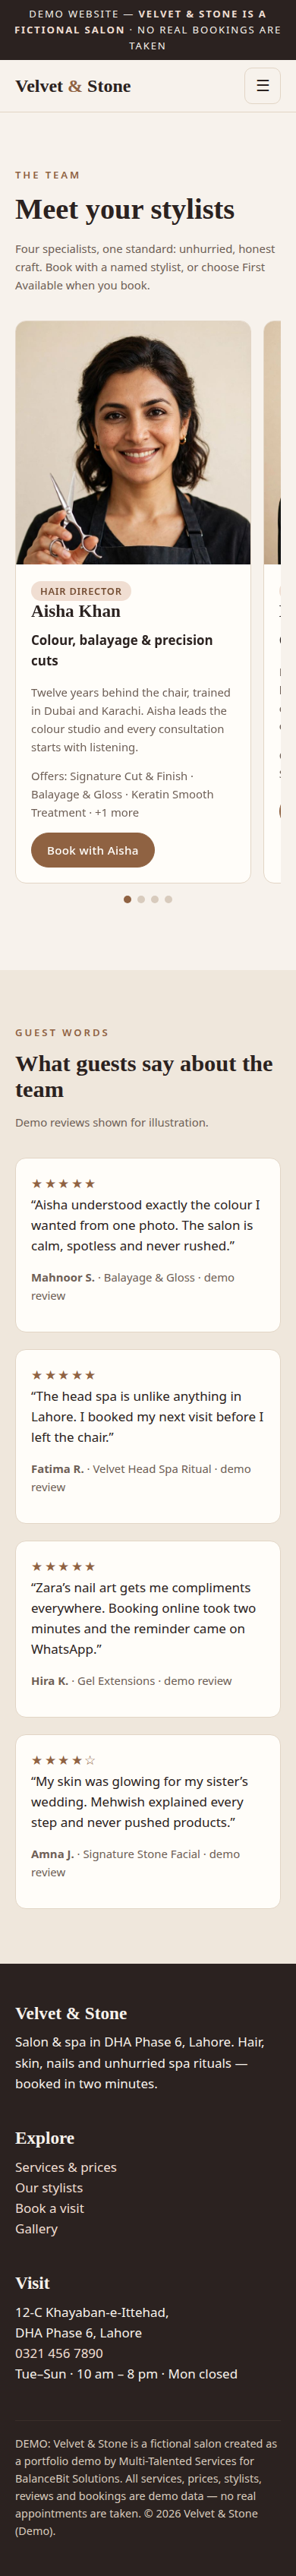 DEMO WEBSITE — VELVET & STONE IS A
FICTIONAL SALON · NO REAL BOOKINGS ARE
TAKEN
Velvet & Stone
☰
THE TEAM
Meet your stylists
Four specialists, one standard: unhurried, honest
craft. Book with a named stylist, or choose First
Available when you book.
HAIR DIRECTOR
Aisha Khan
Colour, balayage & precision
cuts
Twelve years behind the chair, trained
in Dubai and Karachi. Aisha leads the
colour studio and every consultation
starts with listening.
Offers: Signature Cut & Finish ·
Balayage & Gloss · Keratin Smooth
Treatment · +1 more
Book with Aisha
GUEST WORDS
What guests say about the
team
Demo reviews shown for illustration.
★★★★★
“Aisha understood exactly the colour I
wanted from one photo. The salon is
calm, spotless and never rushed.”
Mahnoor S. · Balayage & Gloss · demo
review
★★★★★
“The head spa is unlike anything in
Lahore. I booked my next visit before I
left the chair.”
Fatima R. · Velvet Head Spa Ritual · demo
review
★★★★★
“Zara’s nail art gets me compliments
everywhere. Booking online took two
minutes and the reminder came on
WhatsApp.”
Hira K. · Gel Extensions · demo review
★★★★☆
“My skin was glowing for my sister’s
wedding. Mehwish explained every
step and never pushed products.”
Amna J. · Signature Stone Facial · demo
review
Velvet & Stone
Salon & spa in DHA Phase 6, Lahore. Hair,
skin, nails and unhurried spa rituals —
booked in two minutes.
Explore
Services & prices
Our stylists
Book a visit
Gallery
Visit
12-C Khayaban-e-Ittehad,
DHA Phase 6, Lahore
0321 456 7890
Tue–Sun · 10 am – 8 pm · Mon closed
DEMO: Velvet & Stone is a fictional salon created as
a portfolio demo by Multi-Talented Services for
BalanceBit Solutions. All services, prices, stylists,
reviews and bookings are demo data — no real
appointments are taken. © 2026 Velvet & Stone
(Demo).